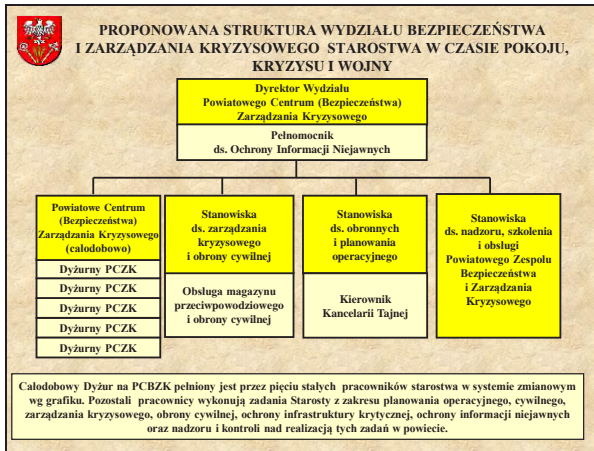 PROPONOWANA STRUKTURA WYDZIAŁU BEZPIECZEŃSTWA
I ZARZĄDZANIA KRYZYSOWEGO STAROSTWA W CZASIE POKOJU,
KRYZYSU I WOJNY
Dyrektor Wydziału
Powiatowego Centrum (Bezpieczeństwa)
Zarządzania Kryzysowego
Pełnomocnik
ds. Ochrony Informacji Niejawnych
Powiatowe Centrum
(Bezpieczeństwa)
Zarządzania Kryzysowego
(całodobowo)
Dyżurny PCZK
Dyżurny PCZK
Dyżurny PCZK
Dyżurny PCZK
Dyżurny PCZK
Stanowiska
ds. zarządzania
kryzysowego
i obrony cywilnej
Obsługa magazynu
przeciwpowodziowego
i obrony cywilnej
Stanowiska
ds. obronnych
i planowania
operacyjnego
Kierownik
Kancelarii Tajnej
Stanowiska
ds. nadzoru, szkolenia
i obsługi
Powiatowego Zespołu
Bezpieczeństwa
i Zarządzania
Kryzysowego
Całodobowy Dyżur na PCBZK pełniony jest przez pięciu stałych pracowników starostwa w systemie zmianowym
wg grafiku. Pozostali pracownicy wykonują zadania Starosty z zakresu planowania operacyjnego, cywilnego,
zarządzania kryzysowego, obrony cywilnej, ochrony infrastruktury krytycznej, ochrony informacji niejawnych
oraz nadzoru i kontroli nad realizacją tych zadań w powiecie.